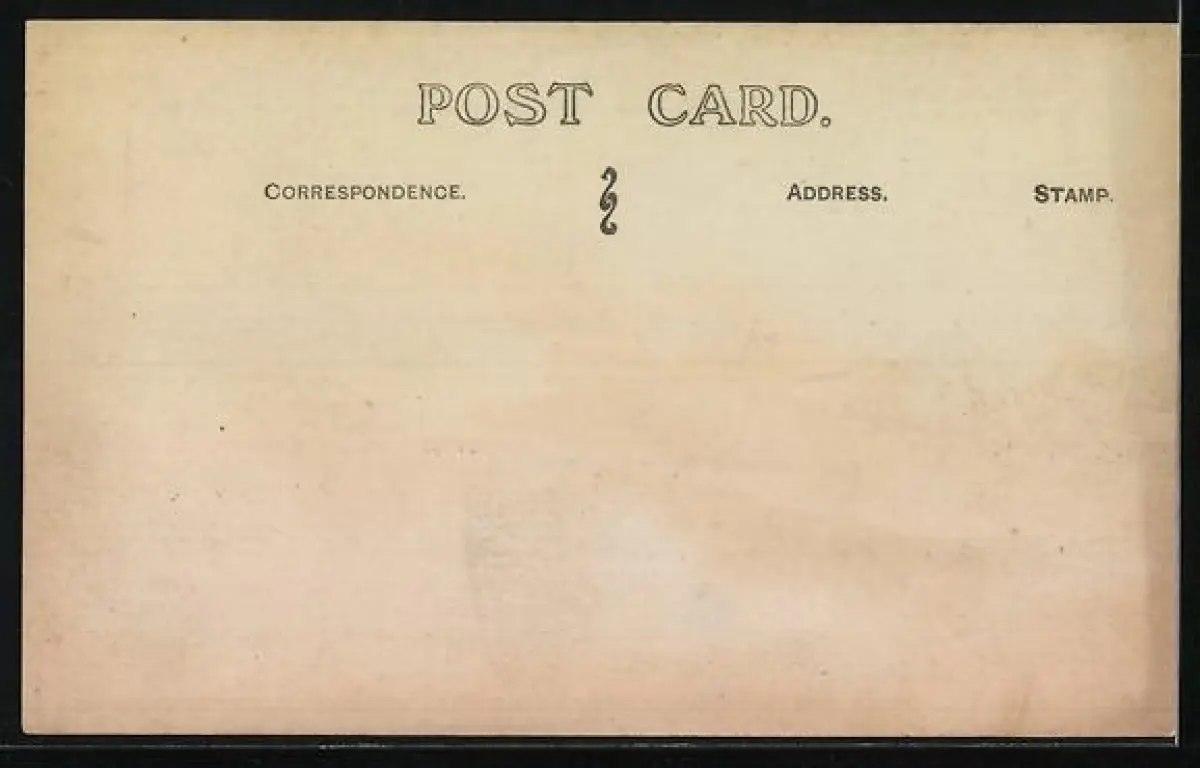 POST CARD.
CORRESPONDENCE. ADDRESS. STAMP.